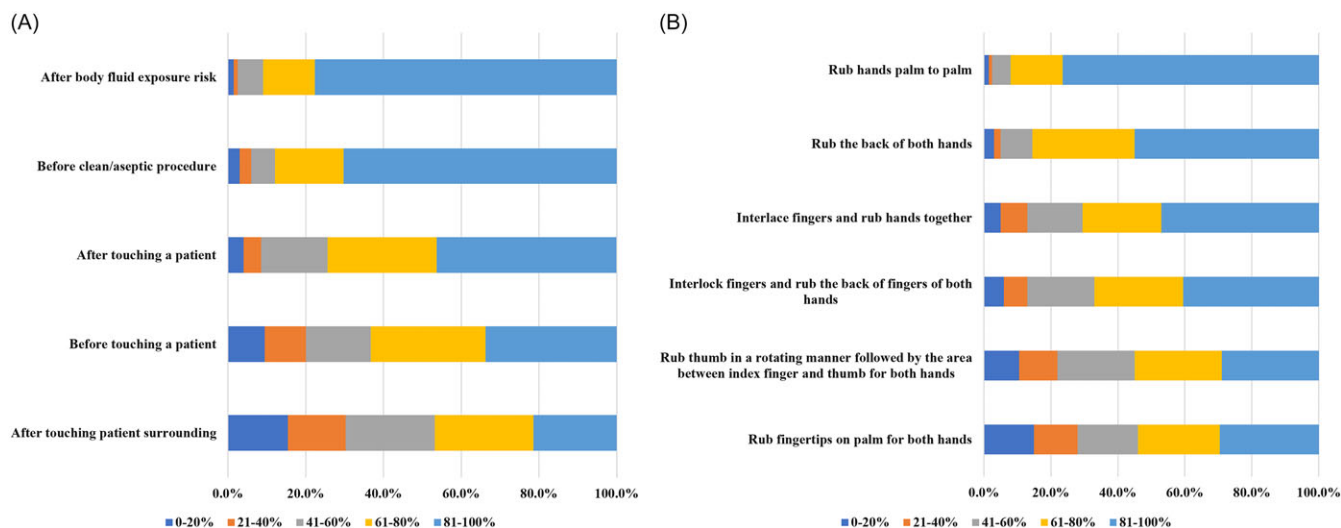 (A)
After body fluid exposure risk
Before clean/aseptic procedure
After touching a patient
Before touching a patient
After touching patient surrounding
0.0% 20.0% 40.0% 60.0% 80.0% 100.0%
0-20% 21-40% 41-60% 61-80% 81-100%
(B)
Rub hands palm to palm
Rub the back of both hands
Interlace fingers and rub hands together
Interlock fingers and rub the back of fingers of both
hands
Rub thumb in a rotating manner followed by the area
between index finger and thumb for both hands
Rub fingertips on palm for both hands
0.0% 20.0% 40.0% 60.0% 80.0% 100.0%
0-20% 21-40% 41-60% 61-80% 81-100%